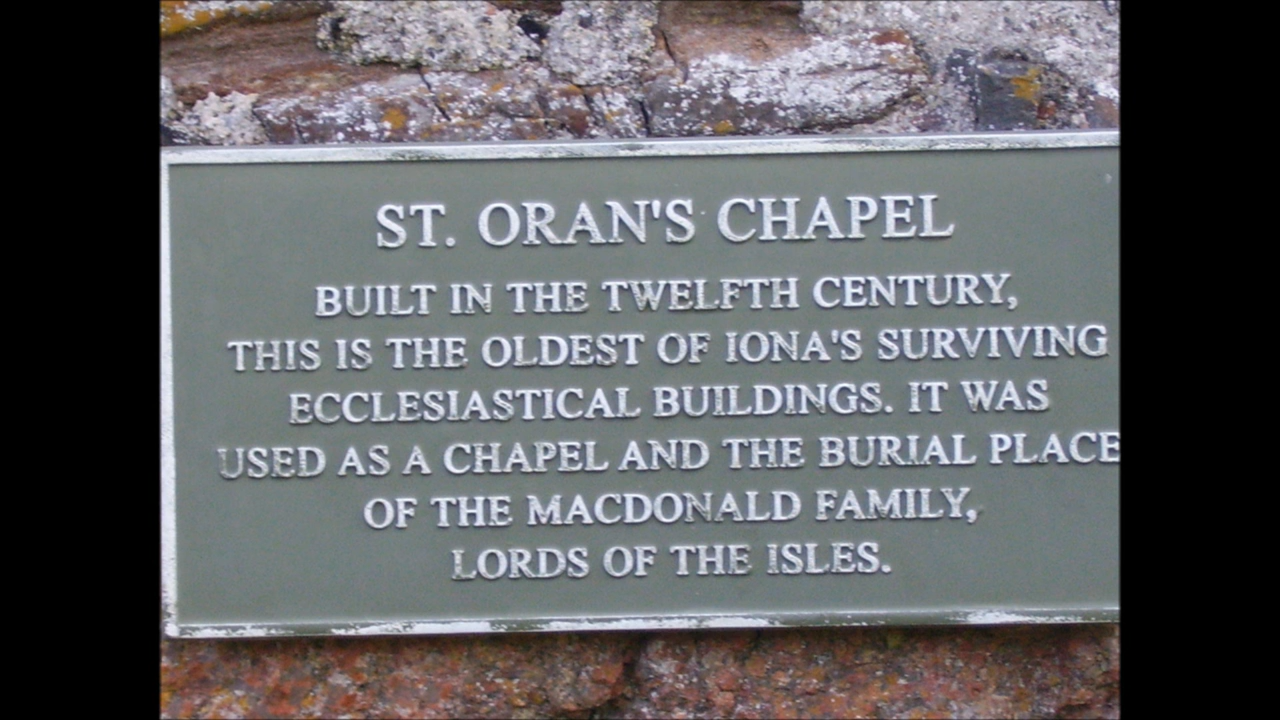 ST. ORAN'S CHAPEL
BUILT IN THE TWELFTH CENTURY,
THIS IS THE OLDEST OF IONA'S SURVIVING
ECCLESIASTICAL BUILDINGS. IT WAS
USED AS A CHAPEL AND THE BURIAL PLACE
OF THE MACDONALD FAMILY,
LORDS OF THE ISLES.